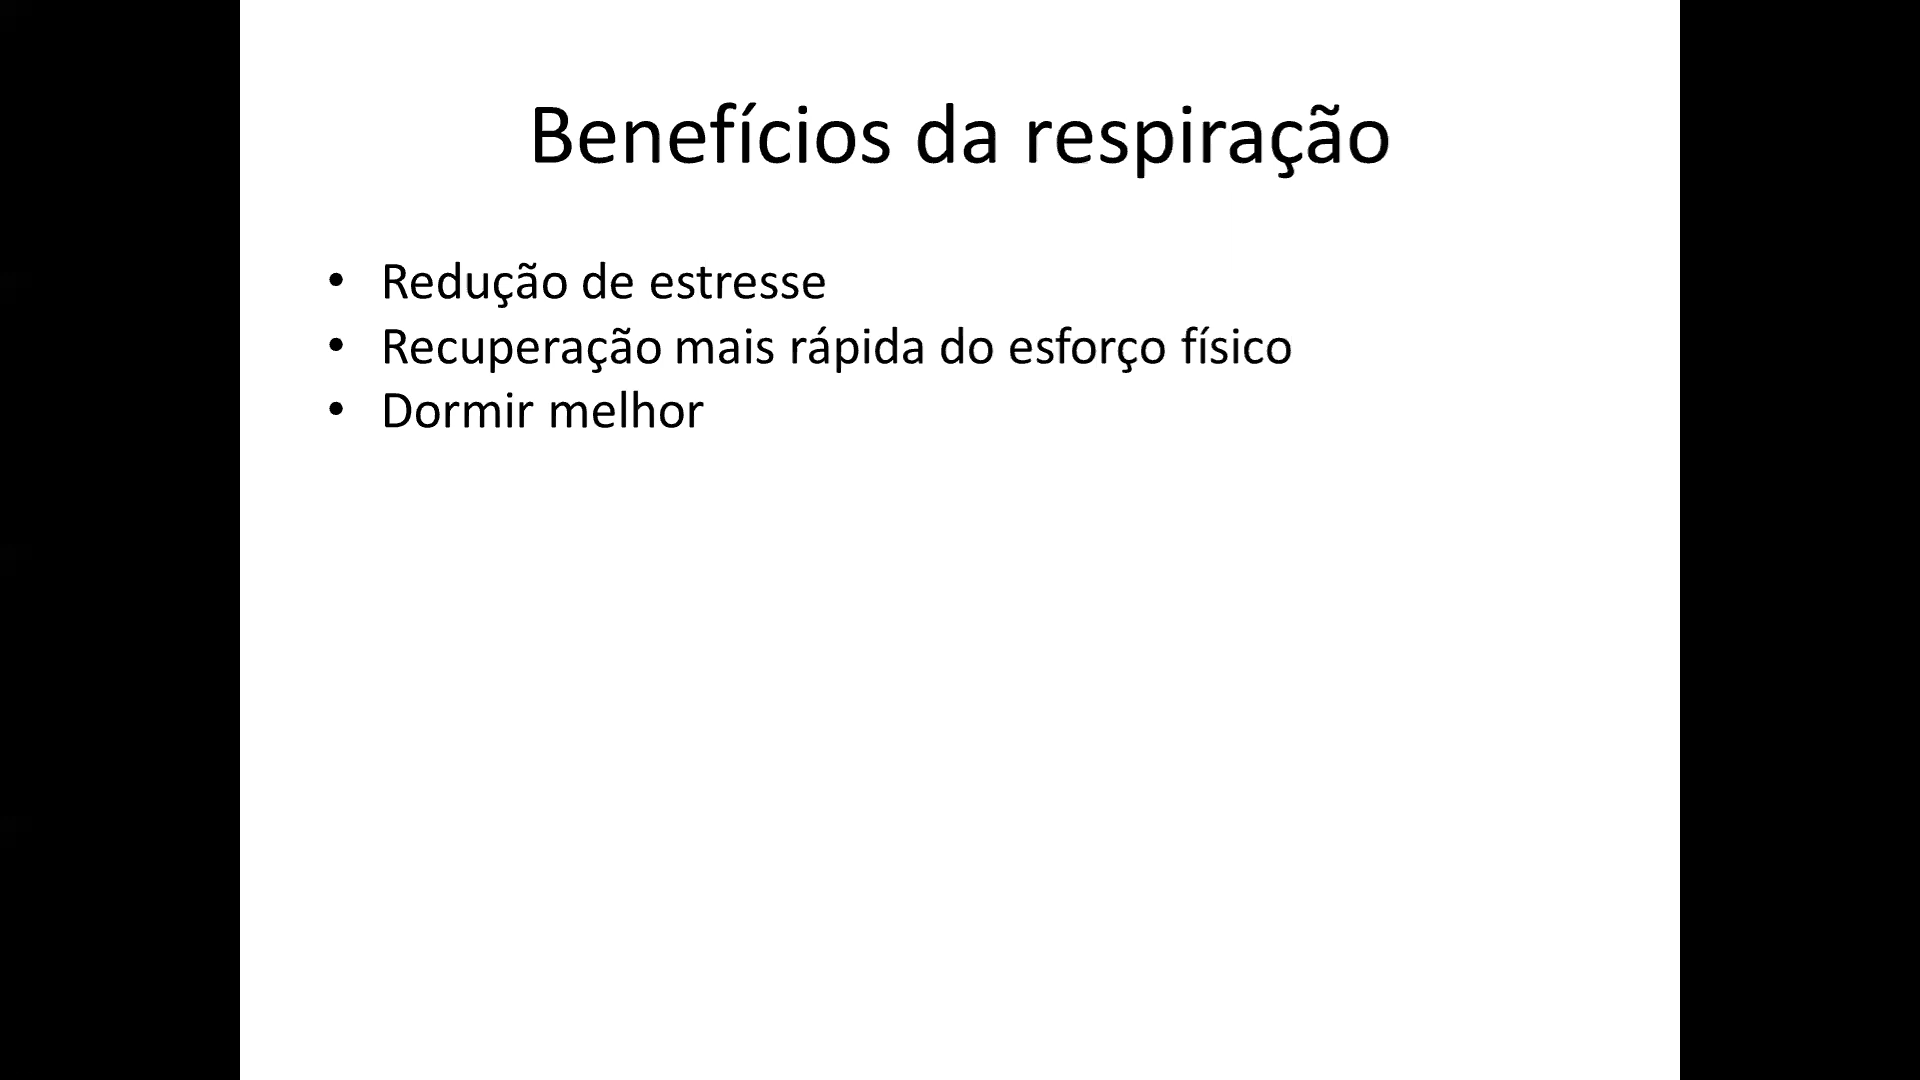 Benefícios da respiração
• Redução de estresse
• Recuperação mais rápida do esforço físico
• Dormir melhor